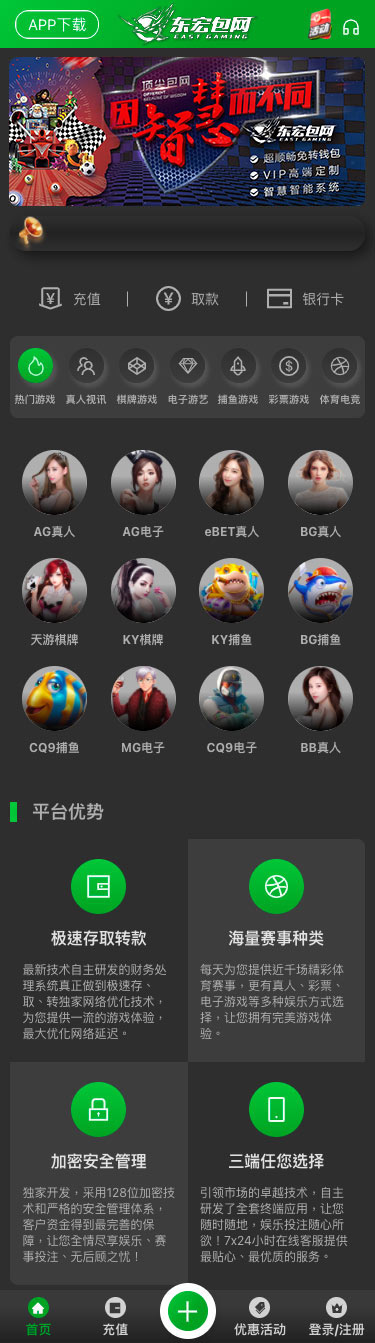 APP下载
东宏包网
EAST GAMING
活动
顶尖包网
DIFFERENT
BECAUSE OF WISDOM
因智慧而不同
东宏包网
EAST GAMING
超顺畅免转钱包
VIP高端定制
智慧智能系统
充值
取款
银行卡
热门游戏 真人视讯 棋牌游戏 电子游艺 捕鱼游戏 彩票游戏 体育电竞
AG真人 AG电子 eBET真人 BG真人
天游棋牌 KY棋牌 KY捕鱼 BG捕鱼
CQ9捕鱼 MG电子 CQ9电子 BB真人
平台优势
极速存取转款
最新技术自主研发的财务处
理系统真正做到极速存、
取、转独家网络优化技术，
为您提供一流的游戏体验，
最大优化网络延迟。
海量赛事种类
每天为您提供近千场精彩体
育赛事，更有真人、彩票、
电子游戏等多种娱乐方式选
择，让您拥有完美游戏体
验。
加密安全管理
独家开发，采用128位加密技
术和严格的安全管理体系，
客户资金得到最完善的保
障，让您全情尽享娱乐、赛
事投注、无后顾之忧！
三端任您选择
引领市场的卓越技术，自主
研发了全套终端应用，让您
随时随地，娱乐投注随心所
欲！7x24小时在线客服提供
最贴心、最优质的服务。
首页 充值 优惠活动 登录/注册